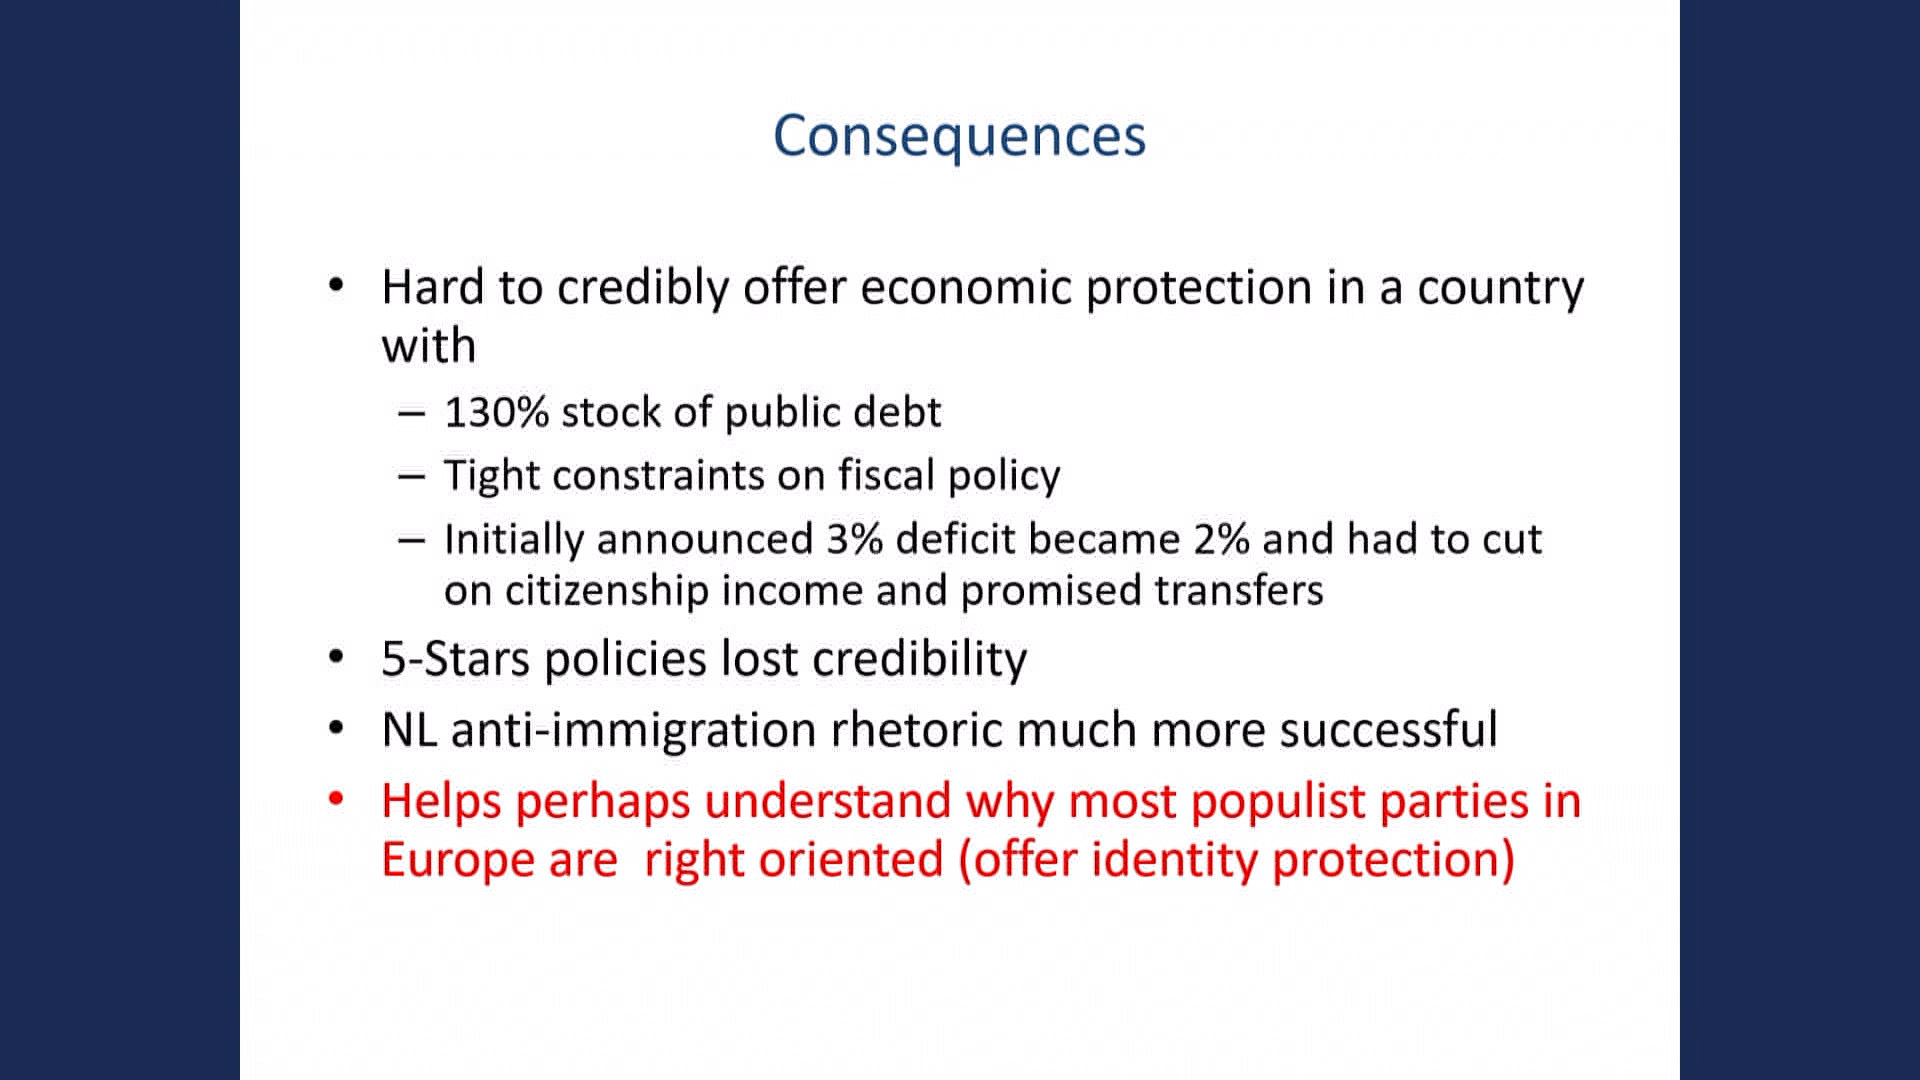 Consequences
• Hard to credibly offer economic protection in a country
with
– 130% stock of public debt
– Tight constraints on fiscal policy
– Initially announced 3% deficit became 2% and had to cut
on citizenship income and promised transfers
• 5-Stars policies lost credibility
• NL anti-immigration rhetoric much more successful
• Helps perhaps understand why most populist parties in
Europe are  right oriented (offer identity protection)